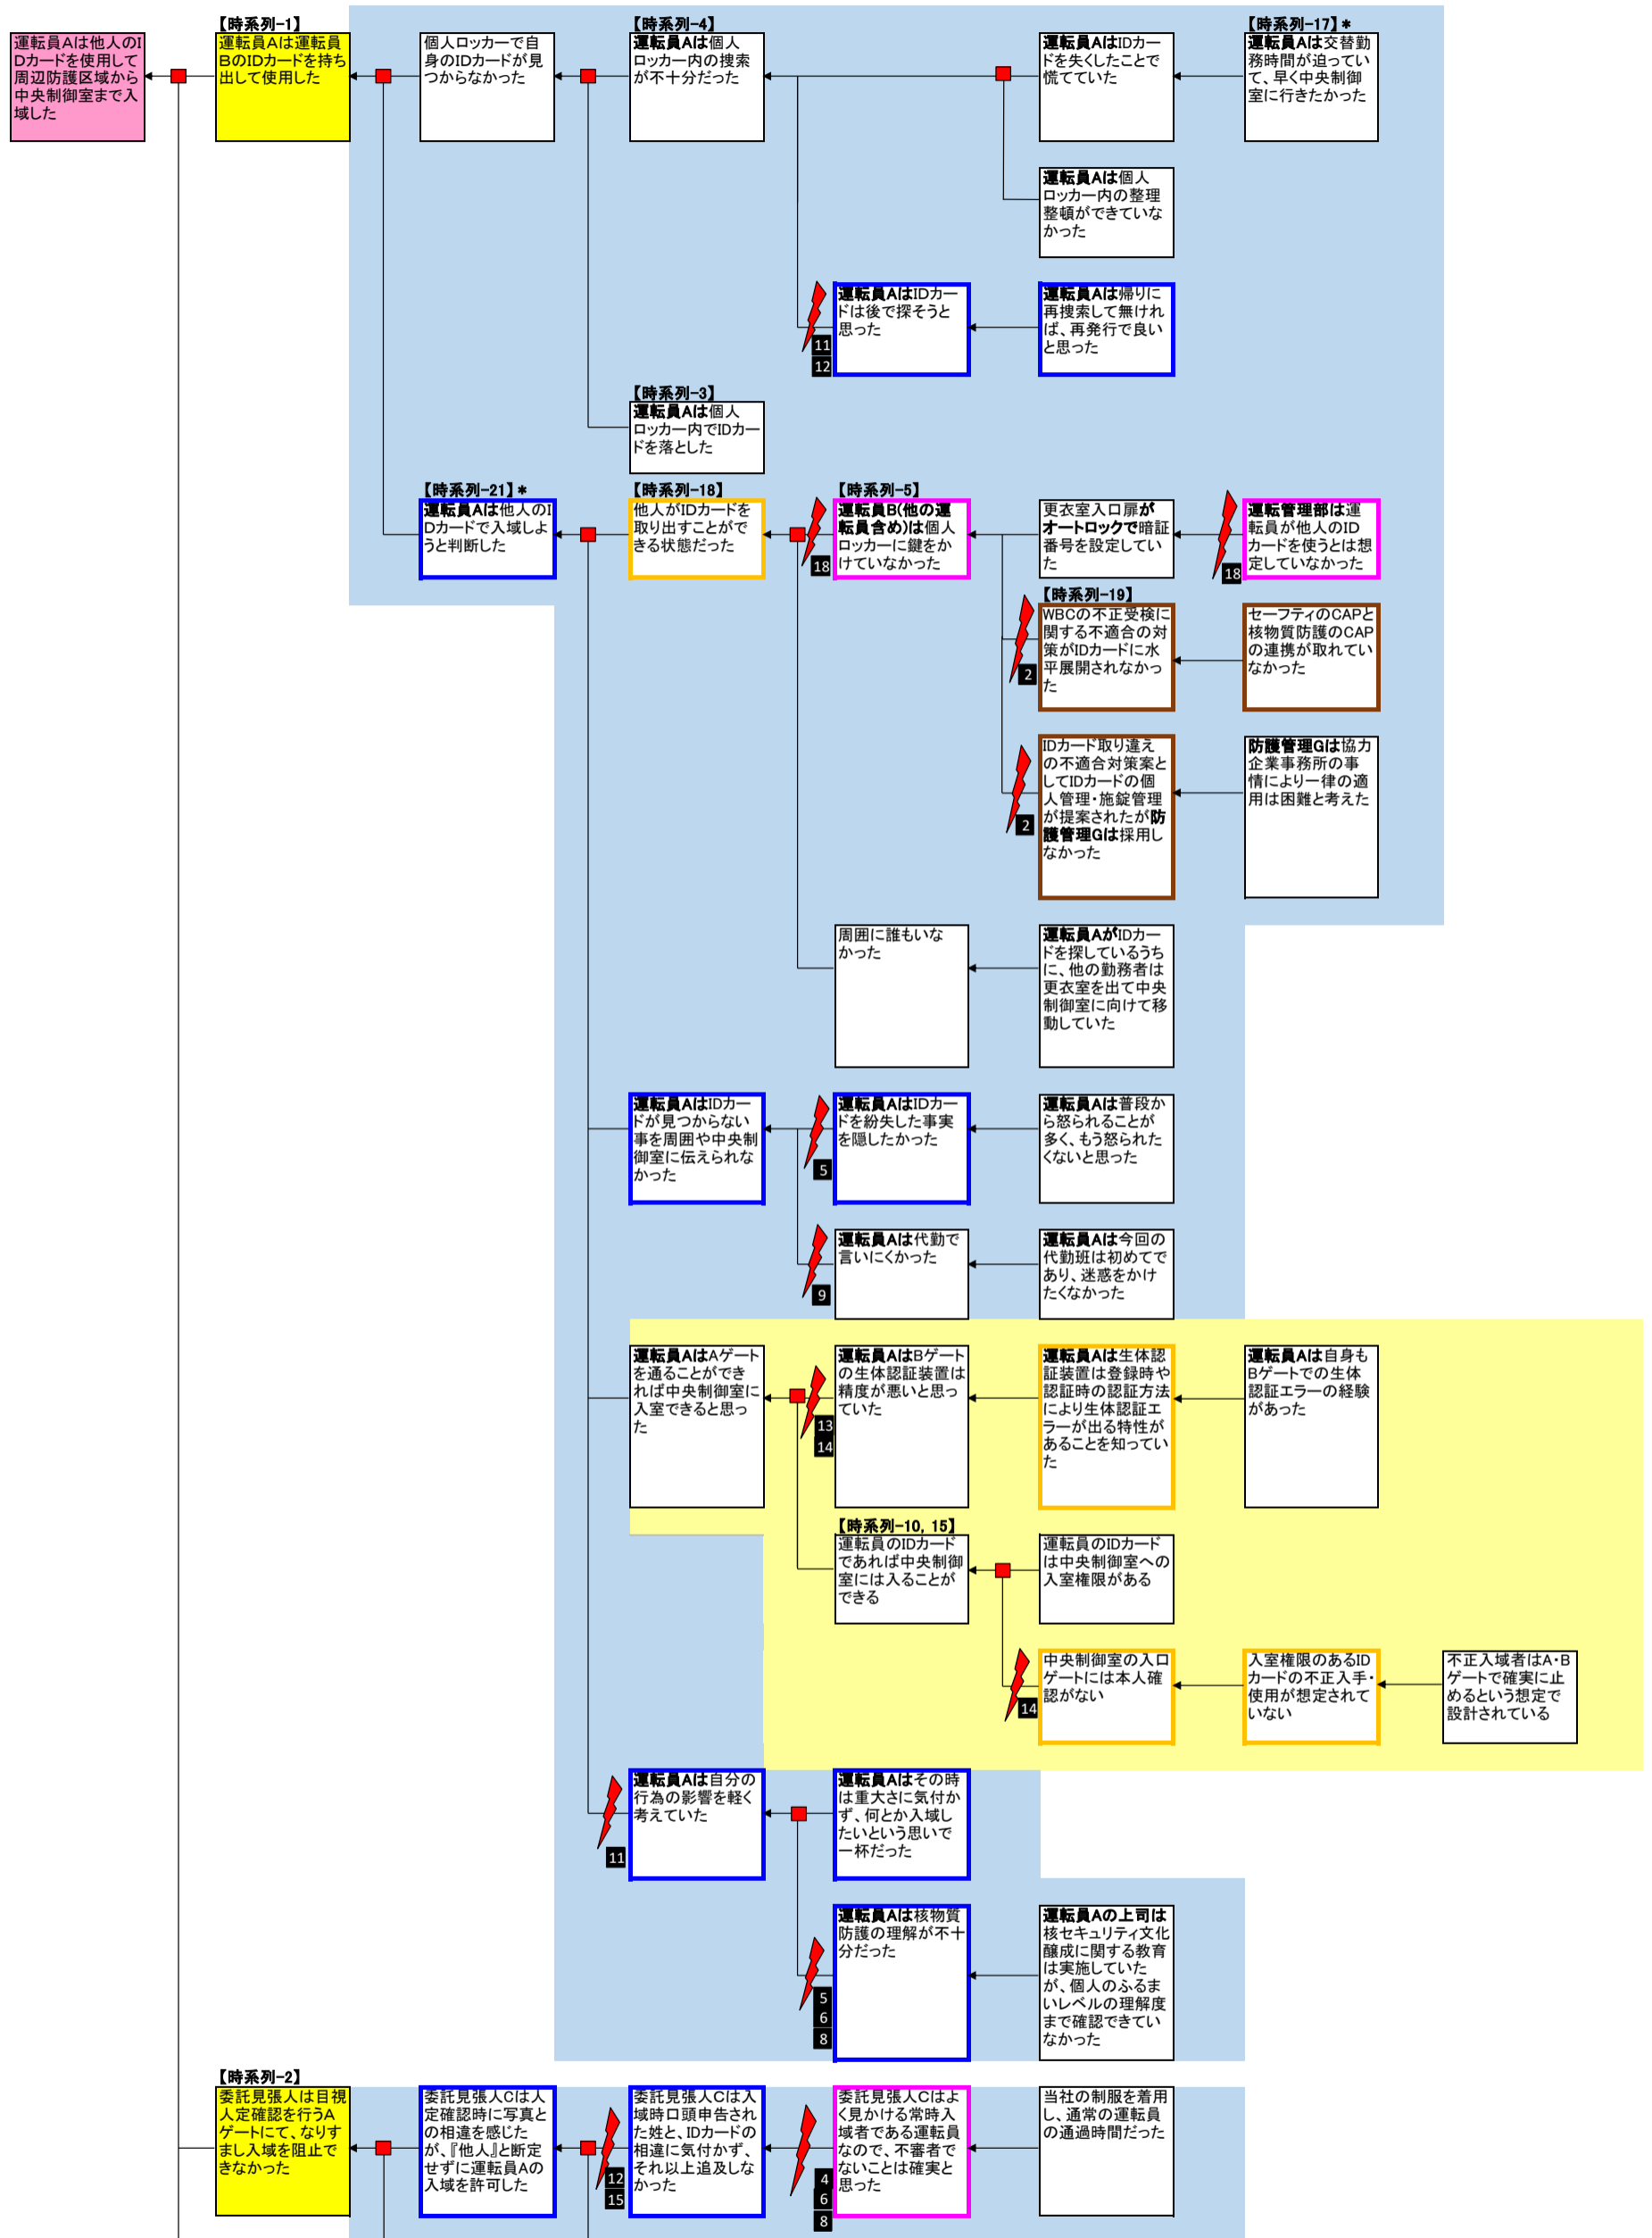 運転員Aは他人のI
Dカードを使用して
周辺防護区域から
中央制御室まで入
域した
【時系列-1】
運転員Aは運転員
BのIDカードを持ち
出して使用した
個人ロッカーで自
身のIDカードが見
つからなかった
【時系列-4】
運転員Aは個人
ロッカー内の捜索
が不十分だった
運転員AはIDカー
ドを失くしたことで
慌てていた
【時系列-17】*
運転員Aは交替勤
務時間が迫ってい
て、早く中央制御
室に行きたかった
運転員Aは個人
ロッカー内の整理
整頓ができていな
かった
11
12
運転員AはIDカー
ドは後で探そうと
思った
運転員Aは帰りに
再捜索して無けれ
ば、再発行で良い
と思った
【時系列-3】
運転員Aは個人
ロッカー内でIDカー
ドを落とした
【時系列-21】*
運転員Aは他人のI
Dカードで入域しよ
うと判断した
【時系列-18】
他人がIDカードを
取り出すことがで
きる状態だった
18
【時系列-5】
運転員B(他の運
転員含め)は個人
ロッカーに鍵をか
けていなかった
更衣室入口扉が
オートロックで暗証
番号を設定してい
た
18
運転管理部は運
転員が他人のID
カードを使うとは想
定していなかった
【時系列-19】
2
WBCの不正受検に
関する不適合の対
策がIDカードに水
平展開されなかっ
た
セーフティのCAPと
核物質防護のCAP
の連携が取れてい
なかった
2
IDカード取り違え
の不適合対策案と
してIDカードの個
人管理・施錠管理
が提案されたが防
護管理Gは採用し
なかった
防護管理Gは協力
企業事務所の事
情により一律の適
用は困難と考えた
周囲に誰もいな
かった
運転員AがIDカー
ドを探しているうち
に、他の勤務者は
更衣室を出て中央
制御室に向けて移
動していた
運転員AはIDカー
ドが見つからない
事を周囲や中央制
御室に伝えられな
かった
5
運転員AはIDカー
ドを紛失した事実
を隠したかった
運転員Aは普段か
ら怒られることが
多く、もう怒られた
くないと思った
9
運転員Aは代勤で
言いにくかった
運転員Aは今回の
代勤班は初めてで
あり、迷惑をかけ
たくなかった
運転員AはAゲート
を通ることができ
れば中央制御室に
入室できると思っ
た
13
14
運転員AはBゲート
の生体認証装置は
精度が悪いと思っ
ていた
運転員Aは生体認
証装置は登録時や
認証時の認証方法
により生体認証エ
ラーが出る特性が
あることを知ってい
た
運転員Aは自身も
Bゲートでの生体
認証エラーの経験
があった
【時系列-10, 15】
運転員のIDカード
であれば中央制御
室には入ることが
できる
運転員のIDカード
は中央制御室への
入室権限がある
14
中央制御室の入口
ゲートには本人確
認がない
入室権限のあるID
カードの不正入手・
使用が想定されて
いない
不正入域者はA・B
ゲートで確実に止
めるという想定で
設計されている
11
運転員Aは自分の
行為の影響を軽く
考えていた
運転員Aはその時
は重大さに気付か
ず、何とか入域し
たいという思いで
一杯だった
5
6
8
運転員Aは核物質
防護の理解が不十
分だった
運転員Aの上司は
核セキュリティ文化
醸成に関する教育
は実施していた
が、個人のふるま
いレベルの理解度
まで確認できてい
なかった
【時系列-2】
委託見張人は目視
人定確認を行うA
ゲートにて、なりす
まし入域を阻止で
きなかった
委託見張人Cは人
定確認時に写真と
の相違を感じた
が、『他人』と断定
せずに運転員Aの
入域を許可した
12
15
委託見張人Cは入
域時口頭申告され
た姓と、IDカードの
相違に気付かず、
それ以上追及しな
かった
4
6
8
委託見張人Cはよ
く見かける常時入
域者である運転員
なので、不審者で
ないことは確実と
思った
当社の制服を着用
し、通常の運転員
の通過時間だった